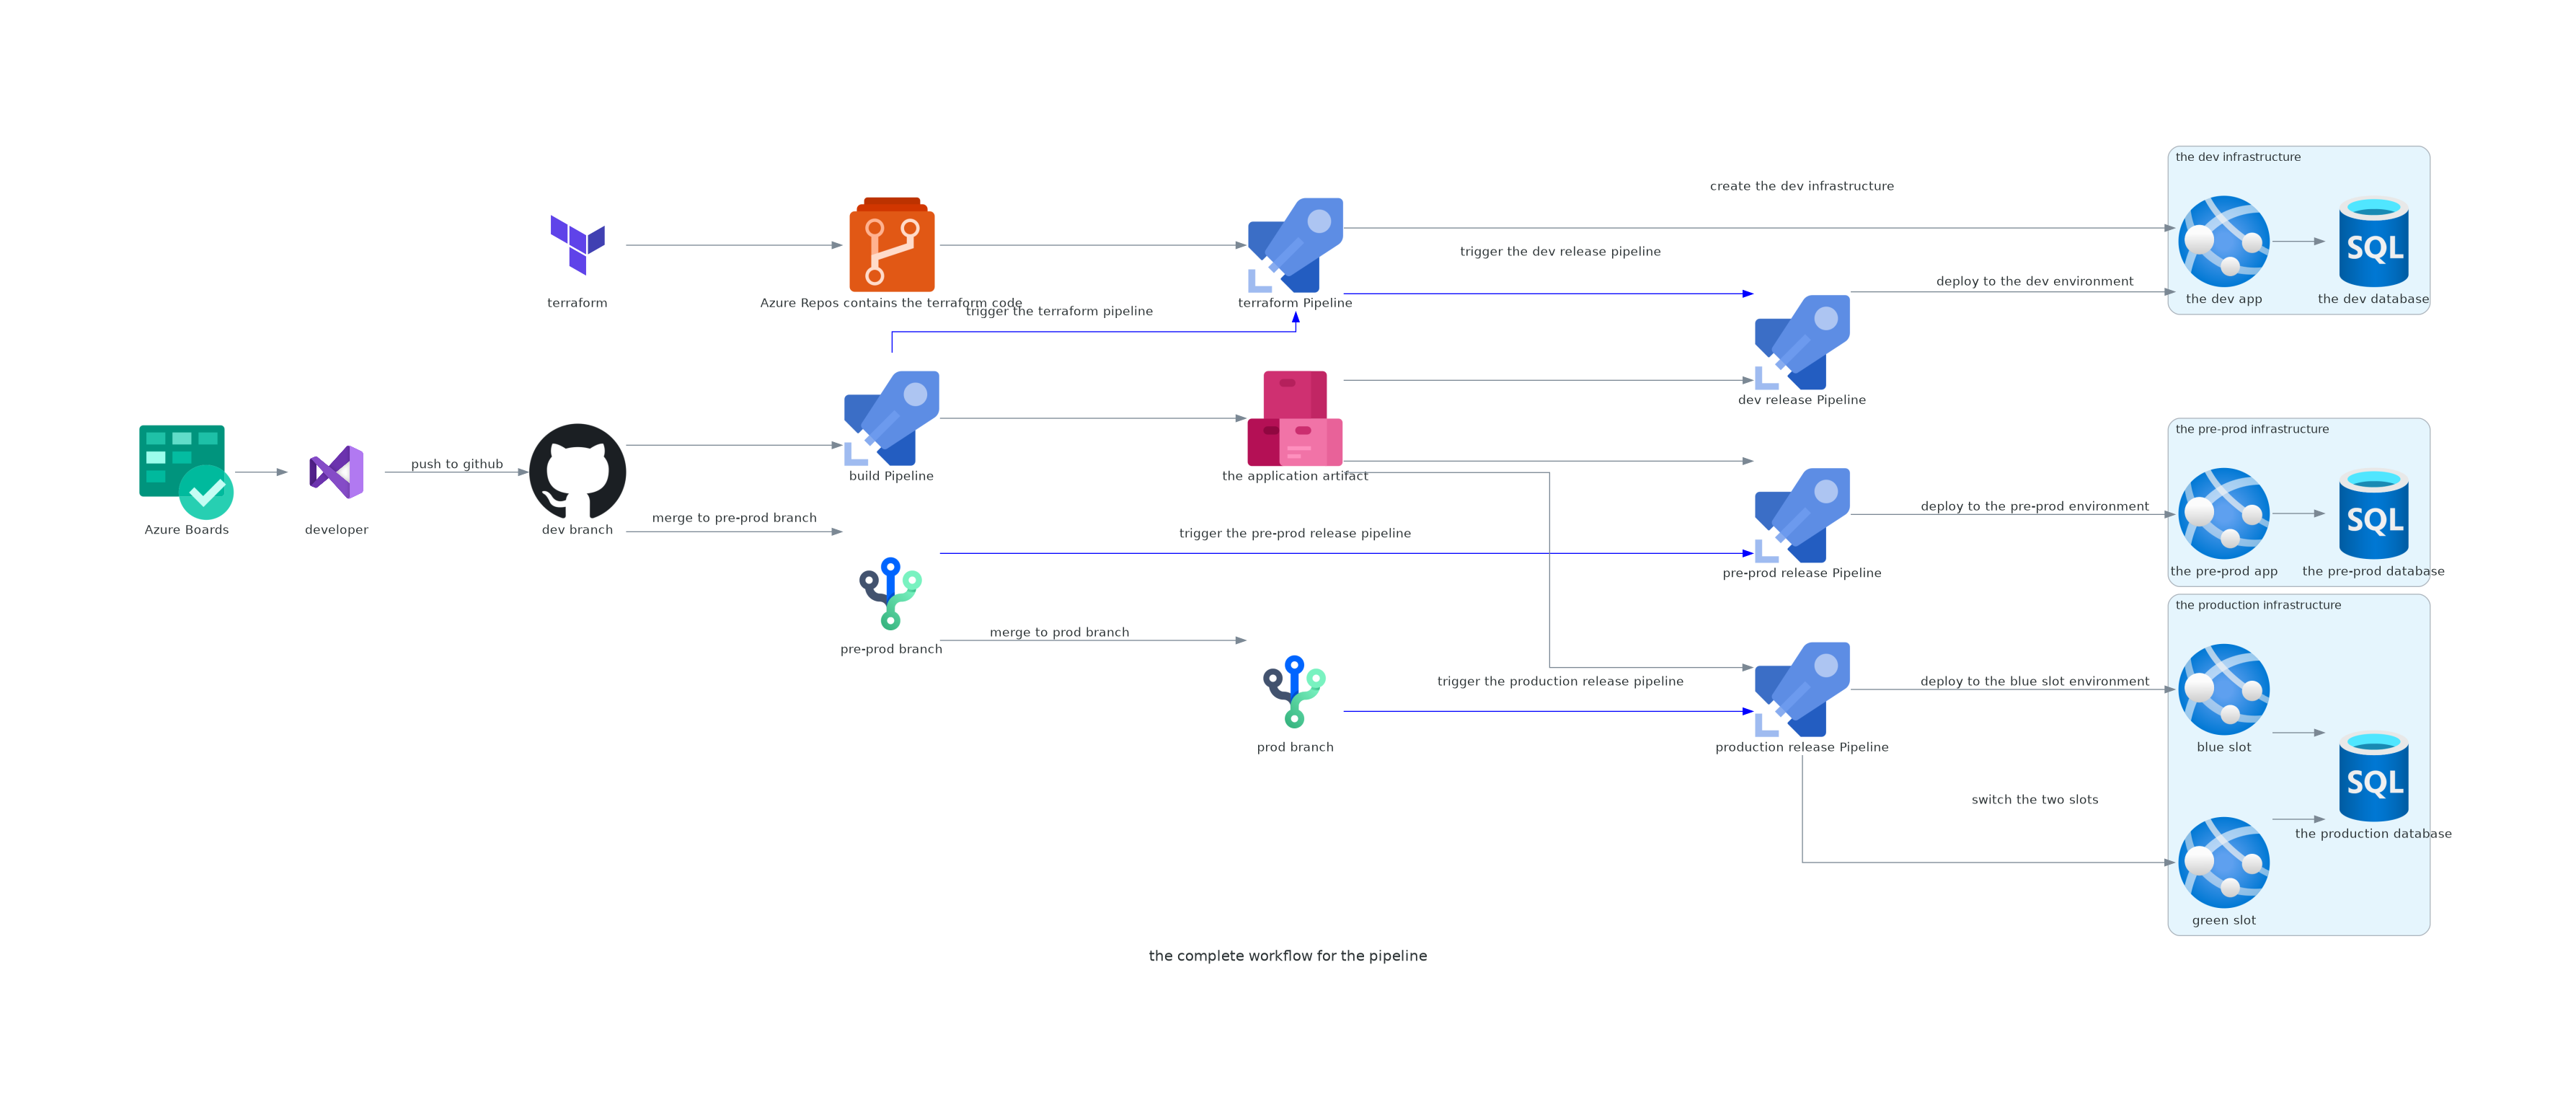 the dev infrastructure
create the dev infrastructure
trigger the dev release pipeline
deploy to the dev environment
terraform
Azure Repos contains the terraform code
terraform Pipeline
the dev app
SQL
the dev database
trigger the terraform pipeline
dev release Pipeline
the pre-prod infrastructure
build Pipeline
the application artifact
push to github
Azure Boards
developer
dev branch
merge to pre-prod branch
trigger the pre-prod release pipeline
deploy to the pre-prod environment
SQL
pre-prod release Pipeline
the pre-prod app
the pre-prod database
the production infrastructure
merge to prod branch
pre-prod branch
trigger the production release pipeline
deploy to the blue slot environment
prod branch
production release Pipeline
blue slot
SQL
switch the two slots
the production database
green slot
the complete workflow for the pipeline